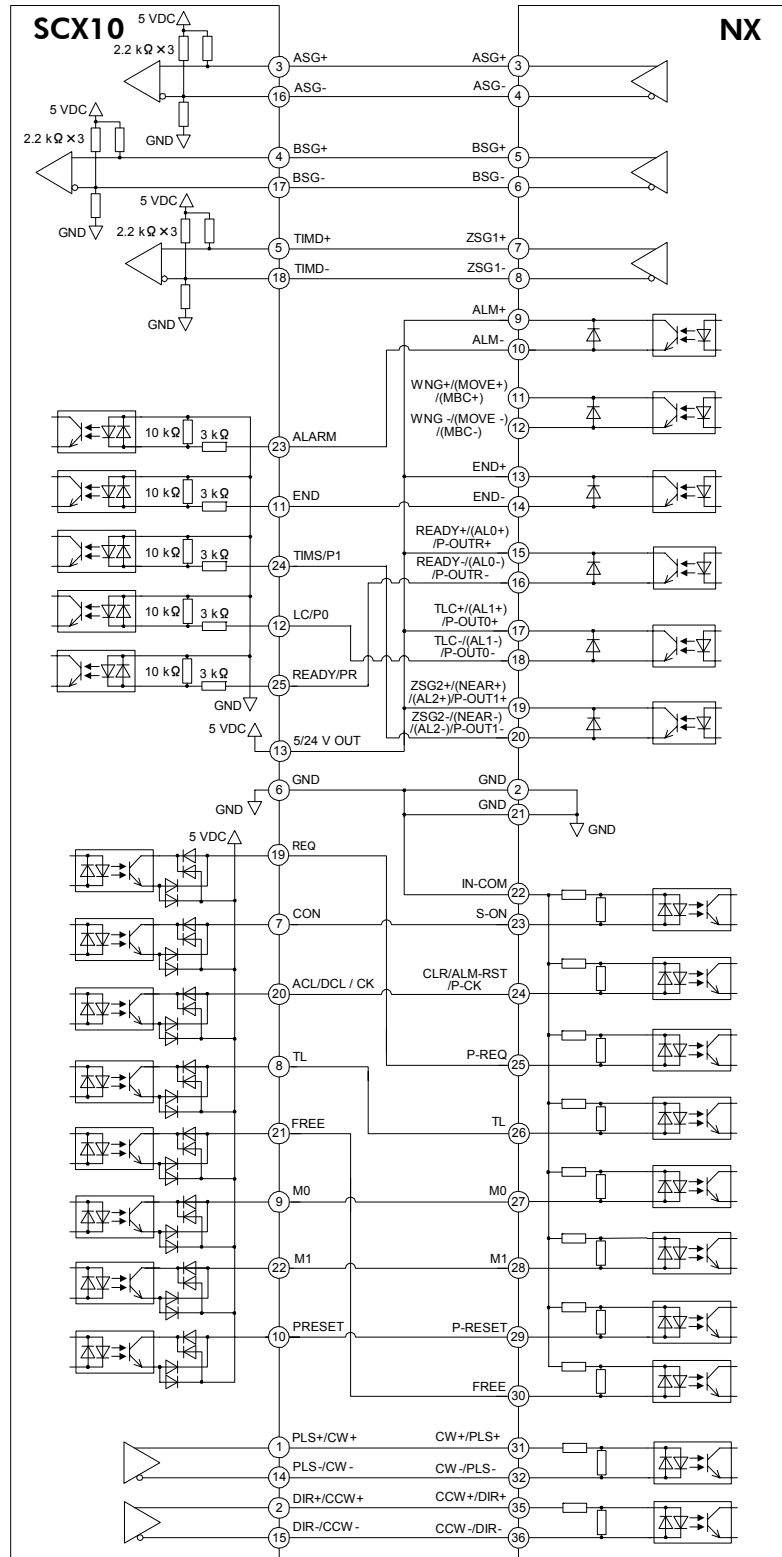 SCX10
NX
5 VDC
2.2 kΩ×3
3 ASG+ ASG+ 3
16 ASG- ASG- 4
GND
5 VDC
2.2 kΩ×3
4 BSG+ BSG+ 5
17 BSG- BSG- 6
GND
5 VDC
2.2 kΩ×3
5 TIMD+ ZSG1+ 7
18 TIMD- ZSG1- 8
GND
ALM+ 9
ALM- 10
WNG+/(MOVE+)
/(MBC+) 11
WNG -/(MOVE -)
/(MBC-) 12
10 kΩ 3 kΩ 23 ALARM
END+ 13
10 kΩ 3 kΩ 11 END END- 14
READY+/(AL0+)
/P-OUTR+ 15
10 kΩ 3 kΩ 24 TIMS/P1
READY-/(AL0-)
/P-OUTR- 16
10 kΩ 3 kΩ 12 LC/P0
TLC+/(AL1+)
/P-OUT0+ 17
TLC-/(AL1-)
/P-OUT0- 18
10 kΩ 3 kΩ 25 READY/PR
ZSG2+/(NEAR+)
/(AL2+)/P-OUT1+ 19
ZSG2-/(NEAR-)
/(AL2-)/P-OUT1- 20
GND
5 VDC 13 5/24 V OUT
GND 6 GND GND 2
GND 21
GND
5 VDC
19 REQ
IN-COM 22
7 CON S-ON 23
20 ACL/DCL / CK CLR/ALM-RST
/P-CK 24
8 TL P-REQ 25
21 FREE TL 26
9 M0 M0 27
22 M1 M1 28
10 PRESET P-RESET 29
FREE 30
1 PLS+/CW+ CW+/PLS+ 31
14 PLS-/CW- CW-/PLS- 32
2 DIR+/CCW+ CCW+/DIR+ 35
15 DIR-/CCW- CCW-/DIR- 36